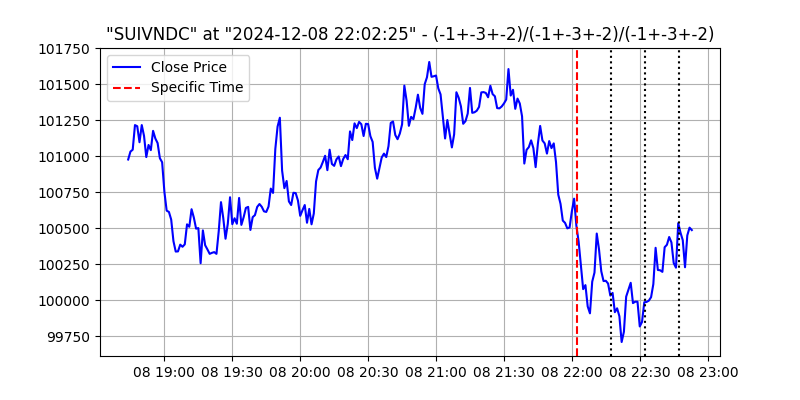 "SUIVNDC" at "2024-12-08 22:02:25" - (-1+-3+-2)/(-1+-3+-2)/(-1+-3+-2)
Close Price
Specific Time
101750
101500
101250
101000
100750
100500
100250
100000
99750
08 19:00 08 19:30 08 20:00 08 20:30 08 21:00 08 21:30 08 22:00 08 22:30 08 23:00